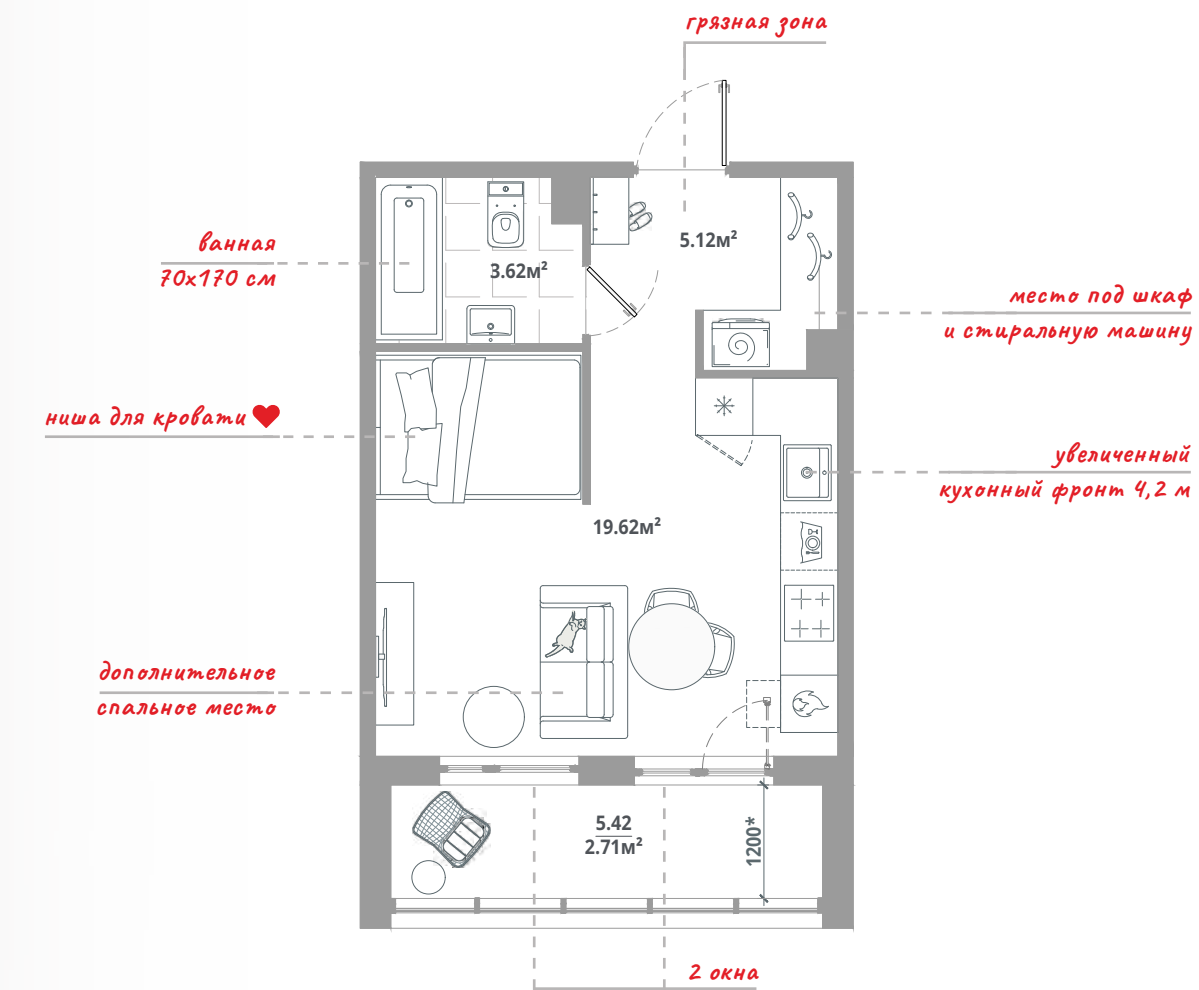 грязная зона
5.12м²
ванная
70х170 см
3.62м²
место под шкаф
и стиральную машину
ниша для кровати
увеличенный
кухонный фронт 4,2 м
19.62м²
дополнительное
спальное место
5.42
2.71м²
1200*
2 окна